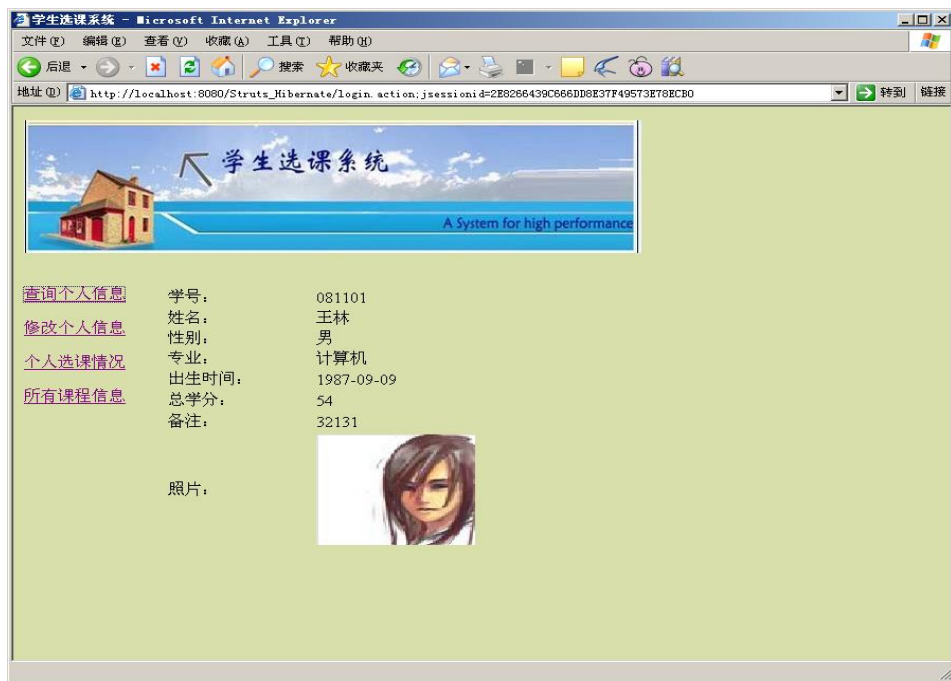 学生选课系统 - Microsoft Internet Explorer
文件(F) 编辑(E) 查看(V) 收藏(A) 工具(T) 帮助(H)
后退 搜索 收藏夹
地址(D) http://localhost:8080/Struts_Hibernate/login.action;jsessionid=2E8266439C666DD8E37F49573E78ECB0 转到 链接
学生选课系统
A System for high performance
查询个人信息
修改个人信息
个人选课情况
所有课程信息
学号： 081101
姓名： 王林
性别： 男
专业： 计算机
出生时间： 1987-09-09
总学分： 54
备注： 32131
照片：